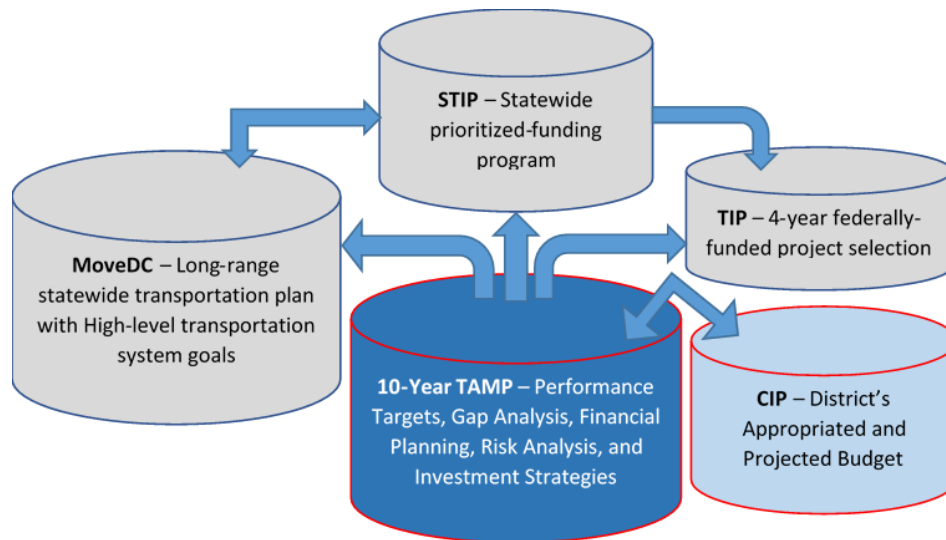 STIP – Statewide
prioritized-funding
program
TIP – 4-year federally-
funded project selection
MoveDC – Long-range
statewide transportation plan
with High-level transportation
system goals
10-Year TAMP – Performance
Targets, Gap Analysis, Financial
Planning, Risk Analysis, and
Investment Strategies
CIP – District’s
Appropriated and
Projected Budget